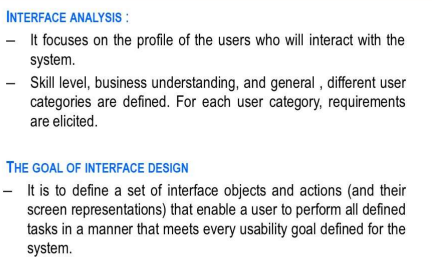 INTERFACE ANALYSIS :
– It focuses on the profile of the users who will interact with the
system.
– Skill level, business understanding, and general , different user
categories are defined. For each user category, requirements
are elicited.
THE GOAL OF INTERFACE DESIGN
– It is to define a set of interface objects and actions (and their
screen representations) that enable a user to perform all defined
tasks in a manner that meets every usability goal defined for the
system.